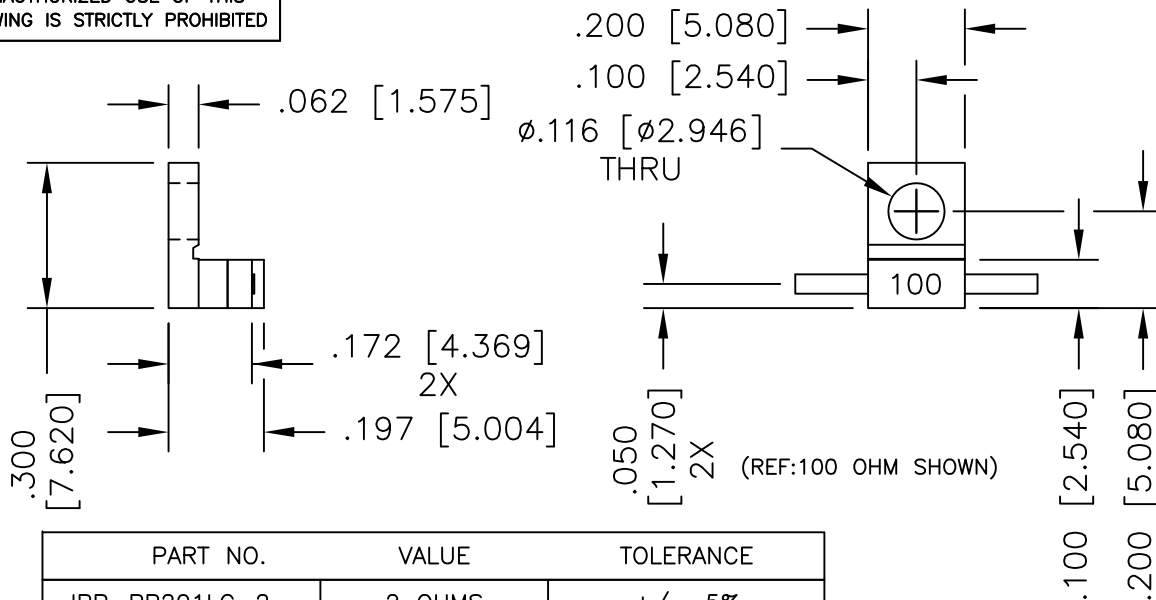 WING IS STRICTLY PROHIBITED
.200 [5.080]
.100 [2.540]
.062 [1.575]
ø.116 [ø2.946]
THRU
100
.172 [4.369]
2X
.197 [5.004]
.300
[7.620]
.050
[1.270]
2X
(REF:100 OHM SHOWN)
.100 [2.540]
.200 [5.080]
PART NO. VALUE TOLERANCE